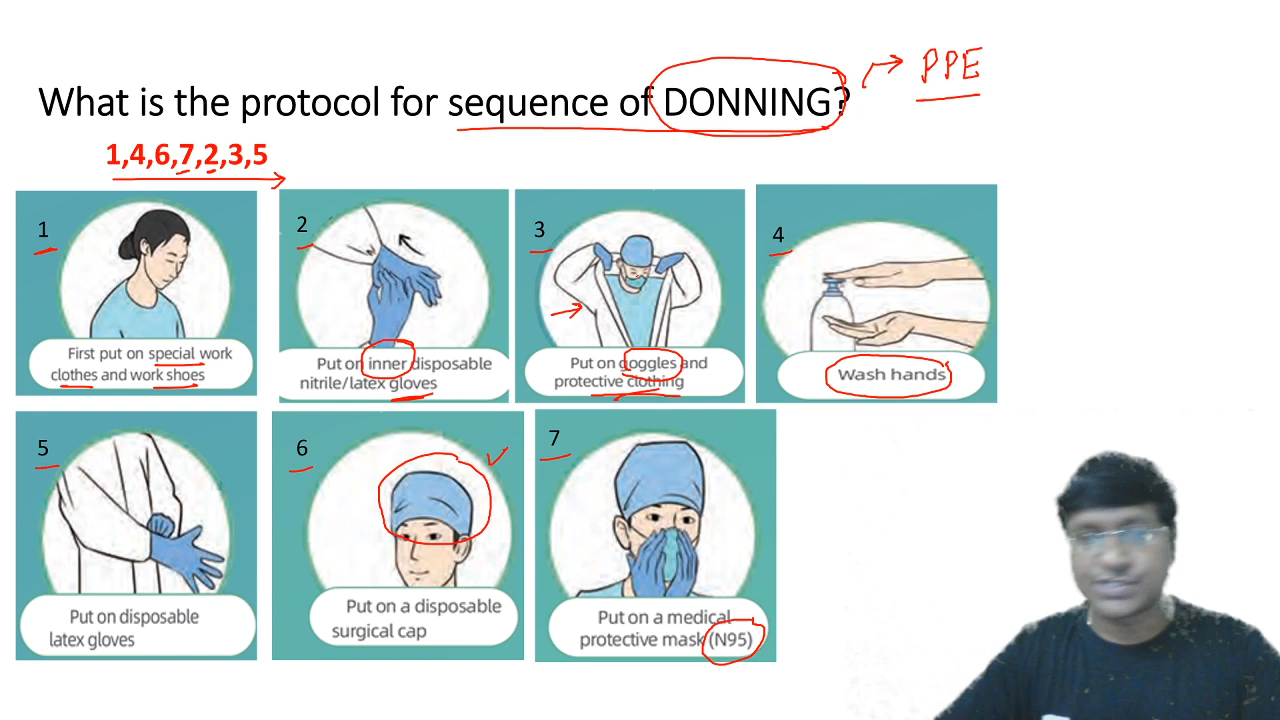 PPE
What is the protocol for sequence of DONNING?
1,4,6,7,2,3,5
1
First put on special work
clothes and work shoes
2
Put on inner disposable
nitrile/latex gloves
3
Put on goggles and
protective clothing
4
Wash hands
5
Put on disposable
latex gloves
6
Put on a disposable
surgical cap
7
Put on a medical
protective mask (N95)